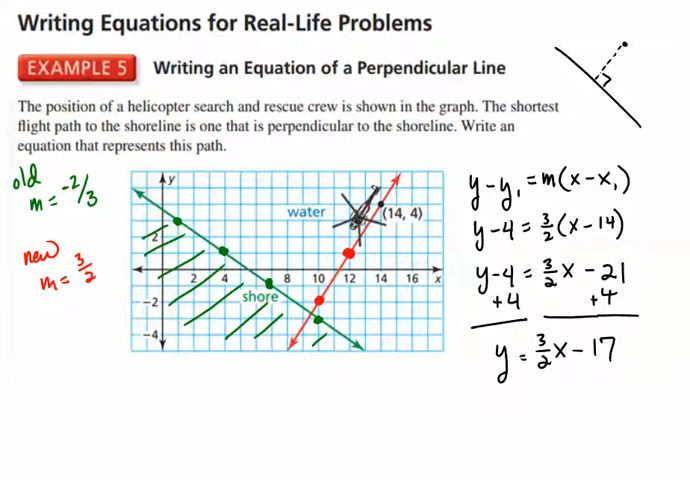 Writing Equations for Real-Life Problems
EXAMPLE 5 Writing an Equation of a Perpendicular Line
The position of a helicopter search and rescue crew is shown in the graph. The shortest
flight path to the shoreline is one that is perpendicular to the shoreline. Write an
equation that represents this path.
old
m = -2/3
new
m = 3/2
y
water
(14, 4)
2
2 4 8 10 12 14 16 x
-2
shore
-4
y - y₁ = m(x - x₁)
y - 4 = 3/2 (x - 14)
y - 4 = 3/2 x - 21
+4 +4
y = 3/2 x - 17